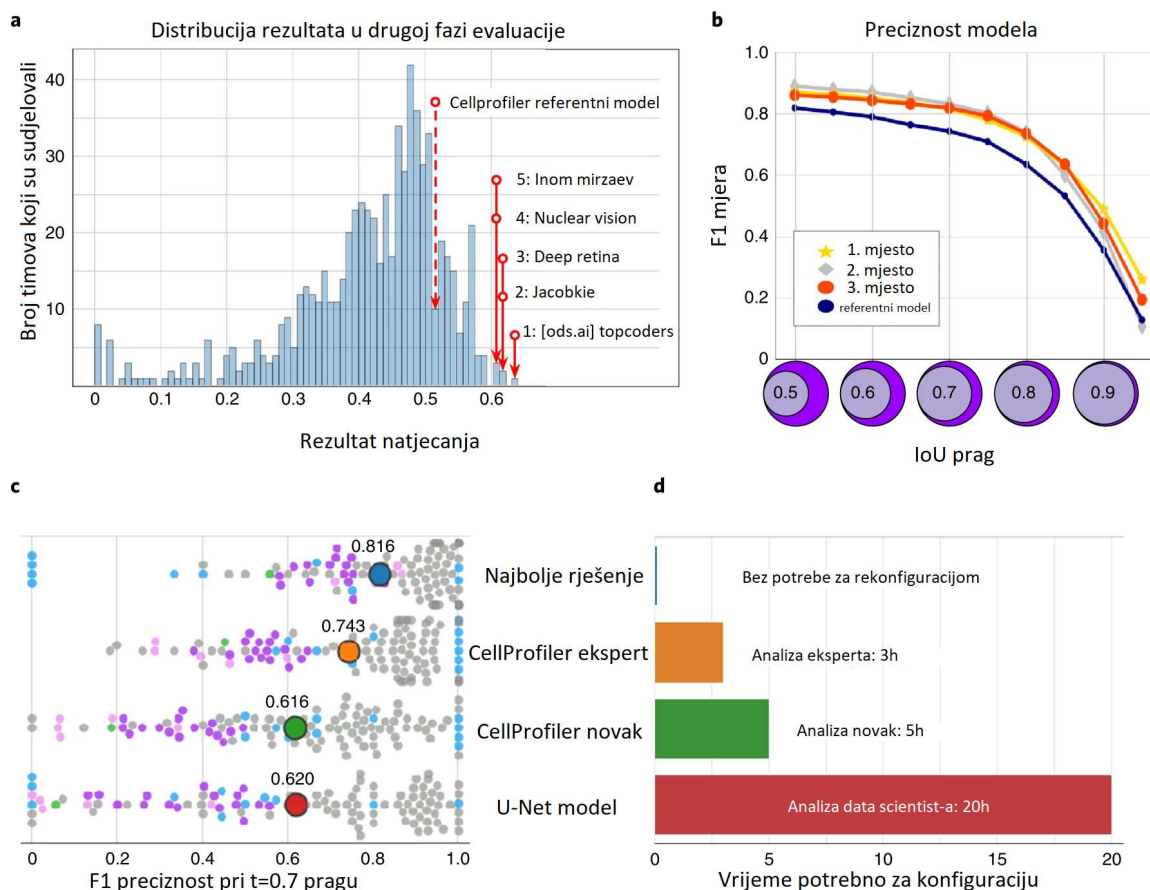 a
Distribucija rezultata u drugoj fazi evaluacije
Broj timova koji su sudjelovali
40
30
20
10
Cellprofiler referentni model
5: Inom mirzaev
4: Nuclear vision
3: Deep retina
2: Jacobkie
1: [ods.ai] topcoders
0 0.1 0.2 0.3 0.4 0.5 0.6
Rezultat natjecanja
b
Preciznost modela
F1 mjera
1.0
0.8
0.6
0.4
0.2
0
1. mjesto
2. mjesto
3. mjesto
referentni model
0.5 0.6 0.7 0.8 0.9
IoU prag
c
0.816
Najbolje rješenje
0.743
CellProfiler ekspert
0.616
CellProfiler novak
0.620
U-Net model
0 0.2 0.4 0.6 0.8 1.0
F1 preciznost pri t=0.7 pragu
d
Bez potrebe za rekonfiguracijom
Analiza eksperta: 3h
Analiza novak: 5h
Analiza data scientist-a: 20h
0 5 10 15 20
Vrijeme potrebno za konfiguraciju